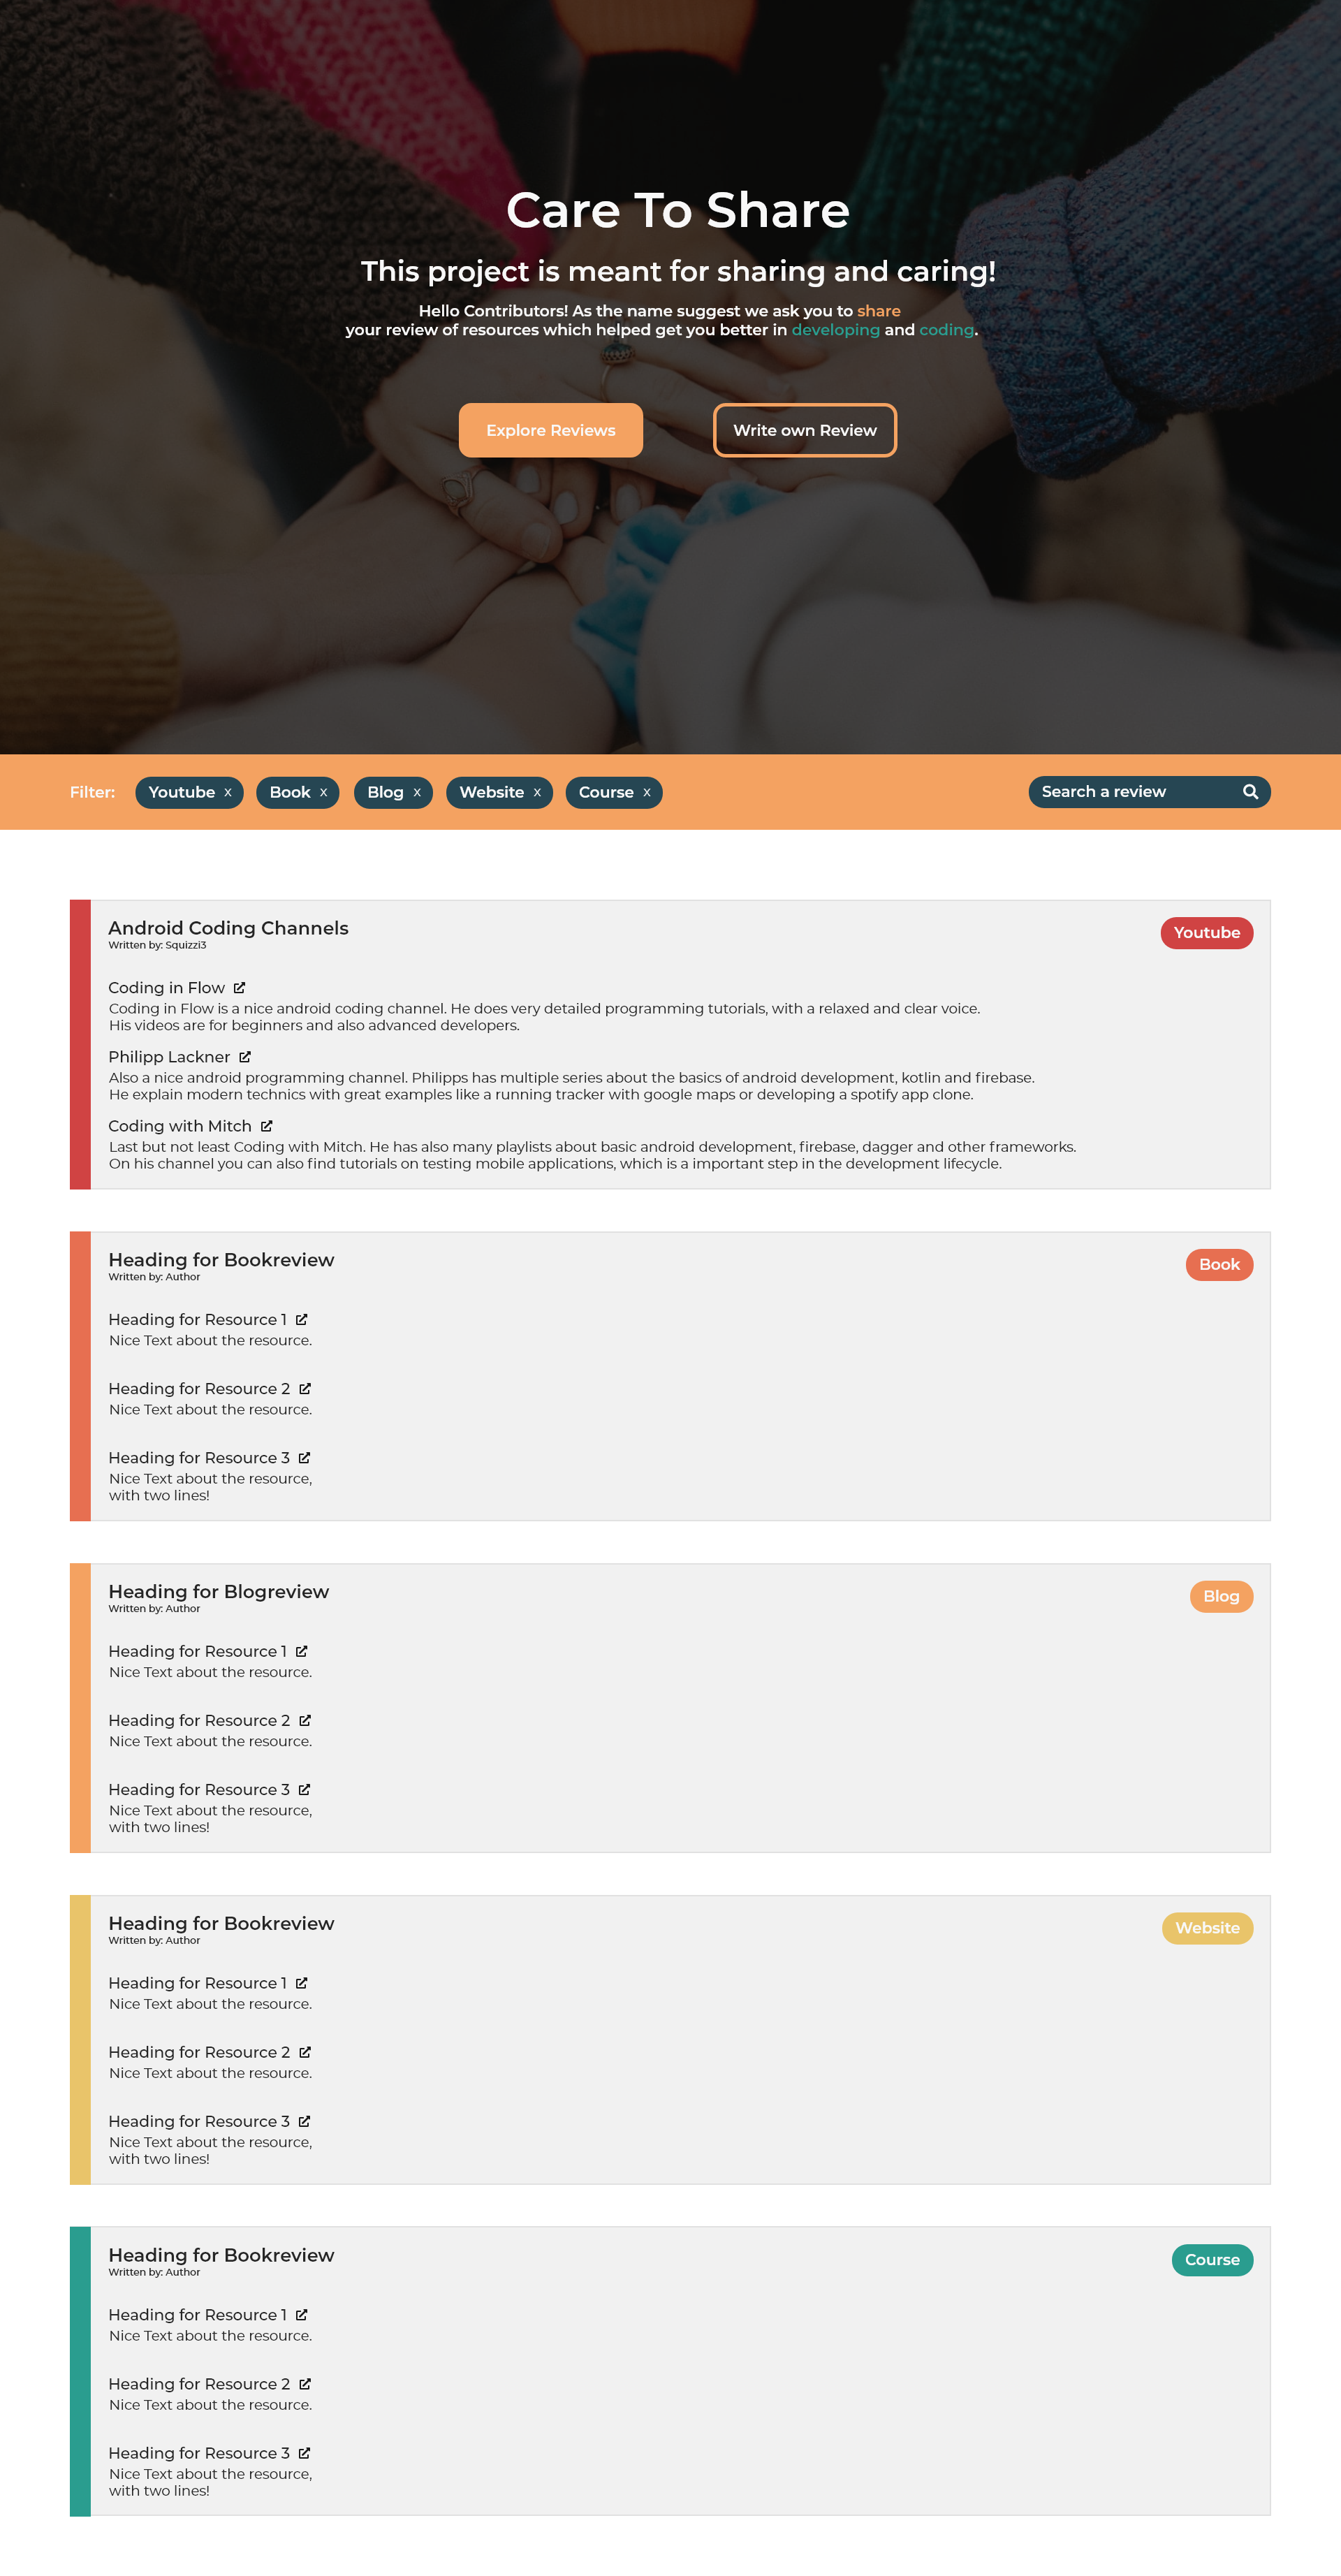 Care To Share
This project is meant for sharing and caring!
Hello Contributors! As the name suggest we ask you to share
your review of resources which helped get you better in developing and coding.
Explore Reviews
Write own Review
Filter: Youtube x Book x Blog x Website x Course x Search a review
Android Coding Channels
Youtube
Written by: Squizzi3
Coding in Flow
Coding in Flow is a nice android coding channel. He does very detailed programming tutorials, with a relaxed and clear voice.
His videos are for beginners and also advanced developers.
Philipp Lackner
Also a nice android programming channel. Philipps has multiple series about the basics of android development, kotlin and firebase.
He explain modern technics with great examples like a running tracker with google maps or developing a spotify app clone.
Coding with Mitch
Last but not least Coding with Mitch. He has also many playlists about basic android development, firebase, dagger and other frameworks.
On his channel you can also find tutorials on testing mobile applications, which is a important step in the development lifecycle.
Heading for Bookreview
Book
Written by: Author
Heading for Resource 1
Nice Text about the resource.
Heading for Resource 2
Nice Text about the resource.
Heading for Resource 3
Nice Text about the resource,
with two lines!
Heading for Blogreview
Blog
Written by: Author
Heading for Resource 1
Nice Text about the resource.
Heading for Resource 2
Nice Text about the resource.
Heading for Resource 3
Nice Text about the resource,
with two lines!
Heading for Bookreview
Website
Written by: Author
Heading for Resource 1
Nice Text about the resource.
Heading for Resource 2
Nice Text about the resource.
Heading for Resource 3
Nice Text about the resource,
with two lines!
Heading for Bookreview
Course
Written by: Author
Heading for Resource 1
Nice Text about the resource.
Heading for Resource 2
Nice Text about the resource.
Heading for Resource 3
Nice Text about the resource,
with two lines!